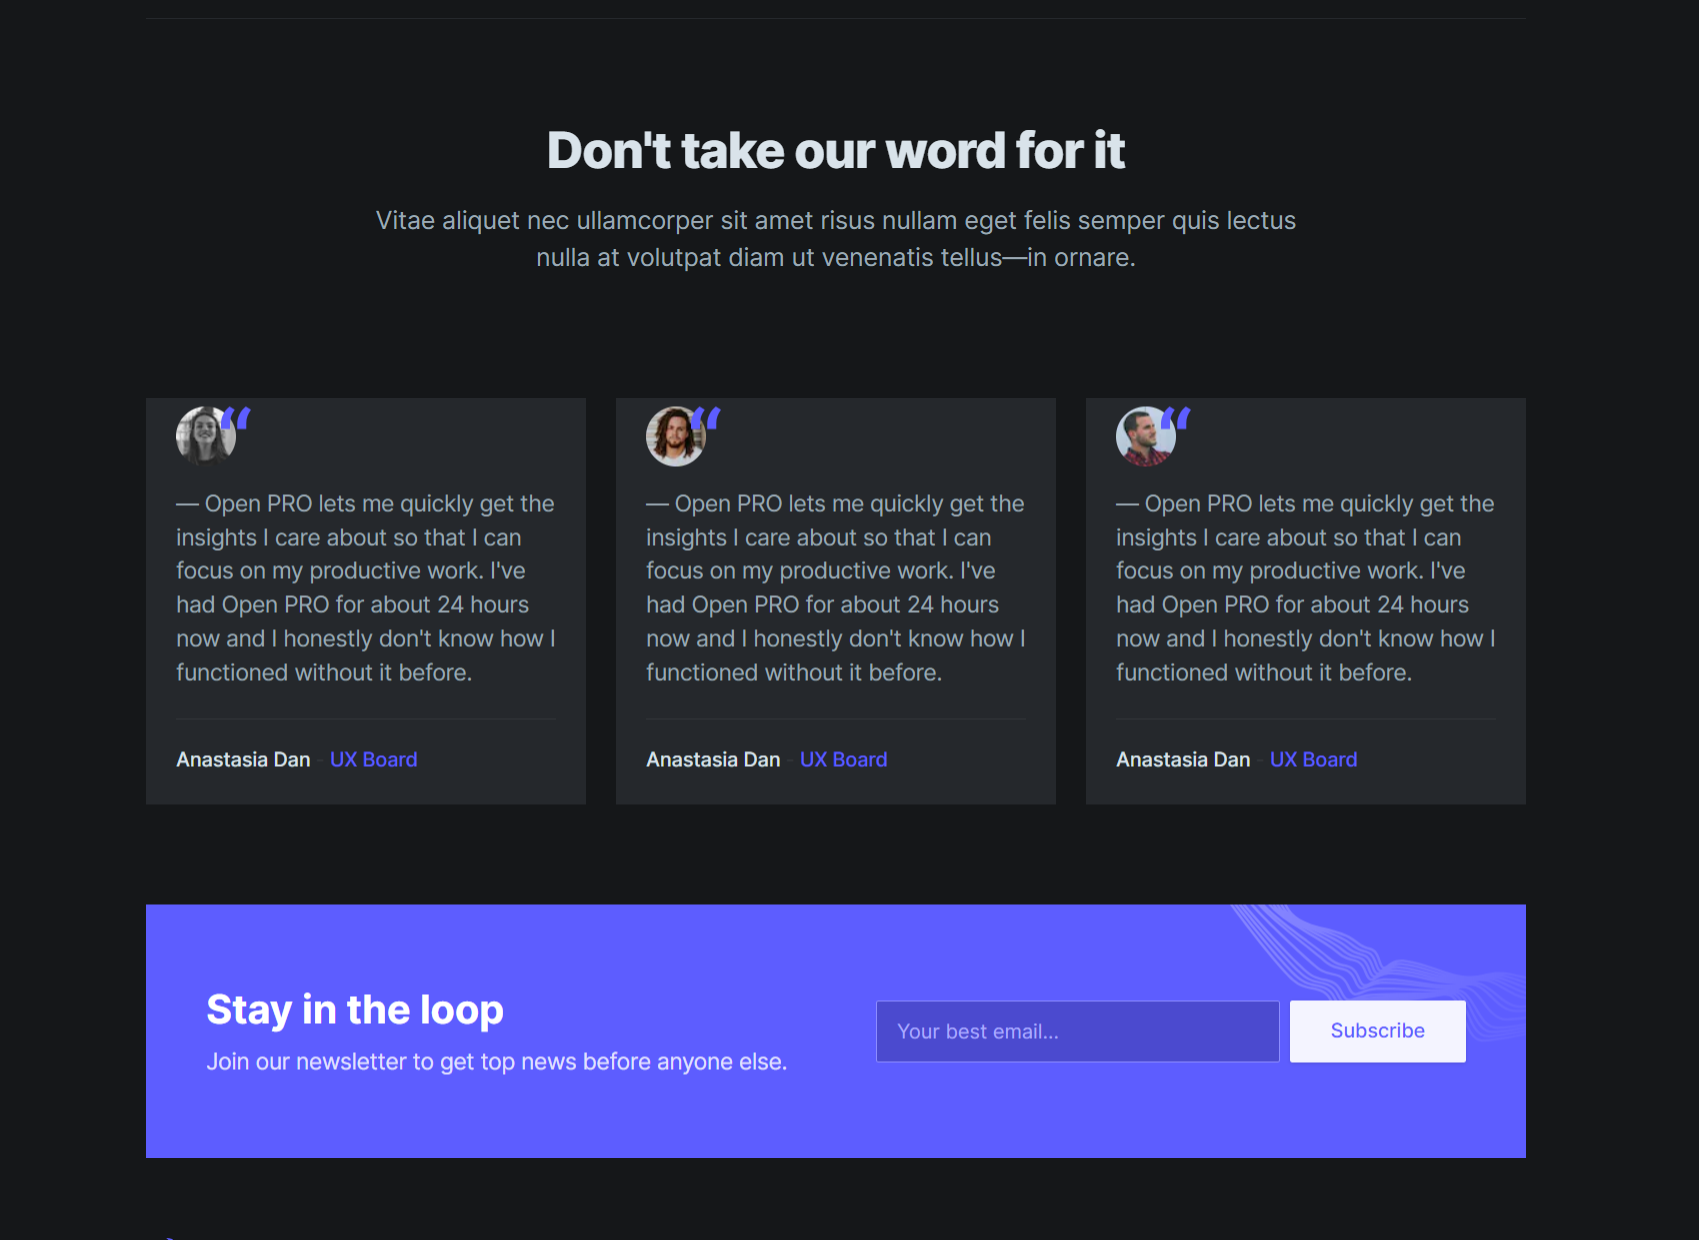 Don't take our word for it
Vitae aliquet nec ullamcorper sit amet risus nullam eget felis semper quis lectus
nulla at volutpat diam ut venenatis tellus—in ornare.
“
— Open PRO lets me quickly get the
insights I care about so that I can
focus on my productive work. I've
had Open PRO for about 24 hours
now and I honestly don't know how I
functioned without it before.
Anastasia Dan - UX Board
“
— Open PRO lets me quickly get the
insights I care about so that I can
focus on my productive work. I've
had Open PRO for about 24 hours
now and I honestly don't know how I
functioned without it before.
Anastasia Dan - UX Board
“
— Open PRO lets me quickly get the
insights I care about so that I can
focus on my productive work. I've
had Open PRO for about 24 hours
now and I honestly don't know how I
functioned without it before.
Anastasia Dan - UX Board
Stay in the loop
Join our newsletter to get top news before anyone else.
Your best email...
Subscribe